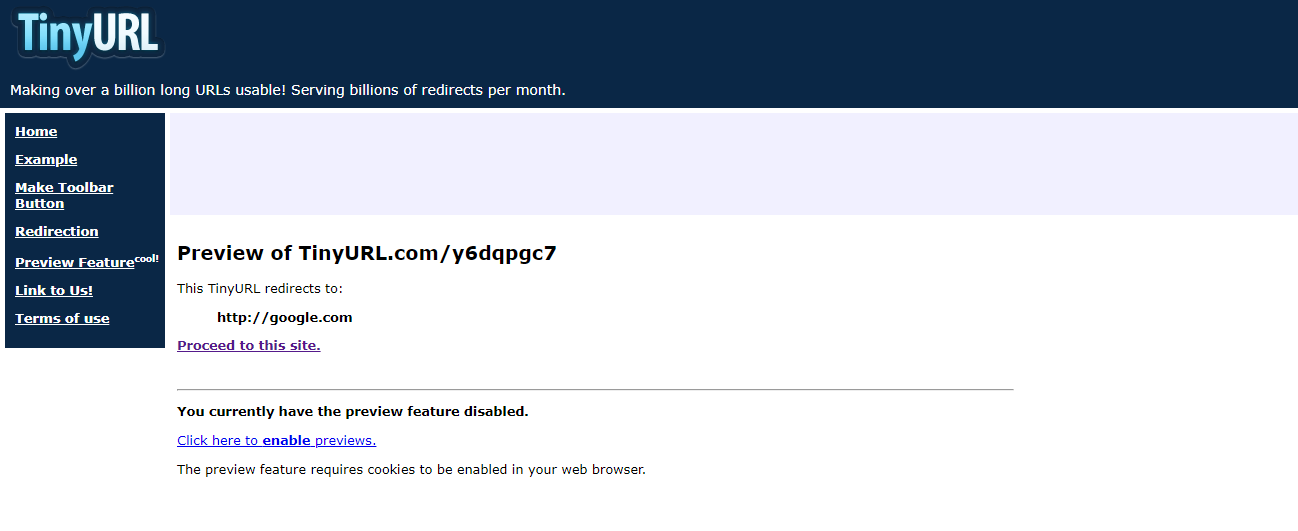 TinyURL
Making over a billion long URLs usable! Serving billions of redirects per month.
Home
Example
Make Toolbar
Button
Redirection
Preview Featurecool!
Link to Us!
Terms of use
Preview of TinyURL.com/y6dqpgc7
This TinyURL redirects to:
http://google.com
Proceed to this site.
You currently have the preview feature disabled.
Click here to enable previews.
The preview feature requires cookies to be enabled in your web browser.